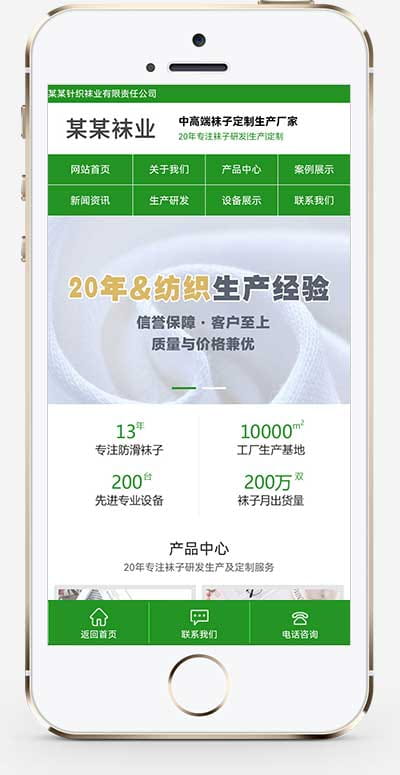 某某针织袜业有限责任公司
某某袜业
中高端袜子定制生产厂家
20年专注袜子研发|生产|定制
网站首页 关于我们 产品中心 案例展示
新闻资讯 生产研发 设备展示 联系我们
20年&纺织生产经验
信誉保障·客户至上
质量与价格兼优
13年 10000m²
专注防滑袜子 工厂生产基地
200台 200万双
先进专业设备 袜子月出货量
产品中心
20年专注袜子研发生产及定制服务
返回首页 联系我们 电话咨询